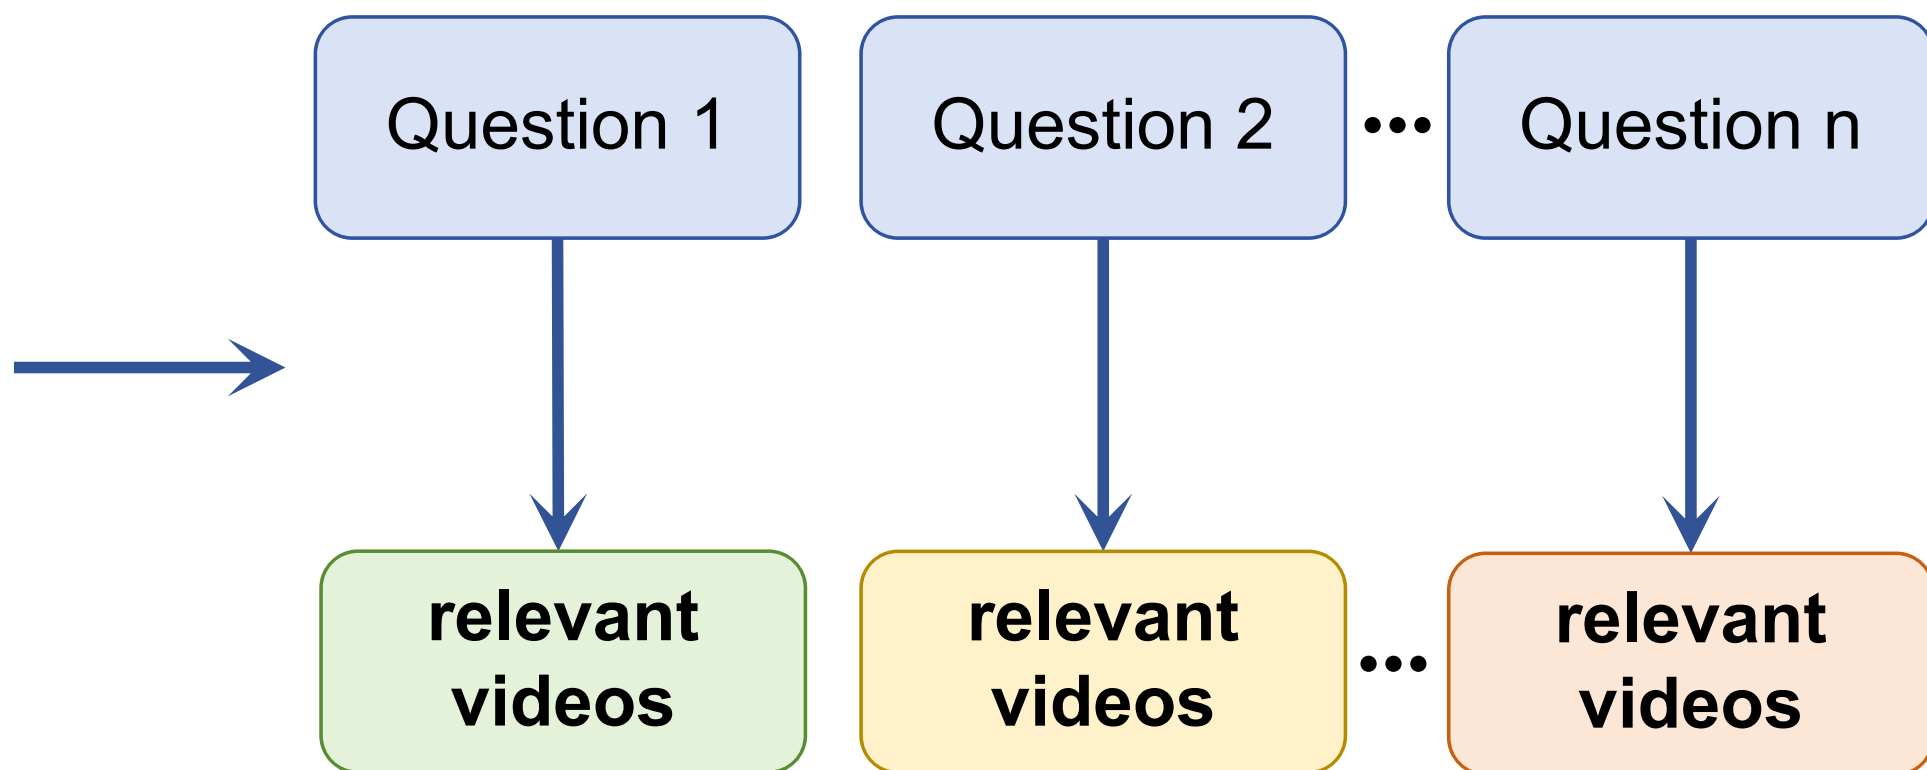 Question 1
Question 2
•••
Question n
relevant
videos
relevant
videos
•••
relevant
videos